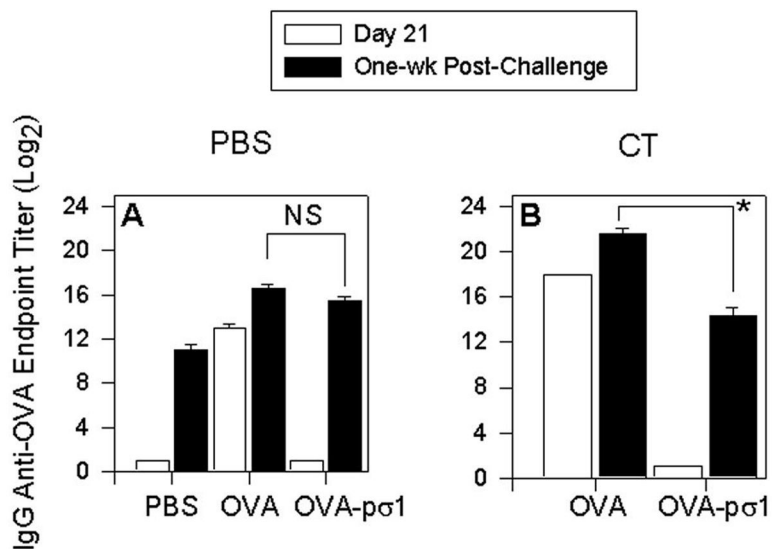 Day 21
One-wk Post-Challenge
PBS
CT
IgG Anti-OVA Endpoint Titer (Log2)
A
NS
24
20
16
12
8
4
0
PBS OVA OVA-pσ1
B
*
24
20
16
12
8
4
0
OVA OVA-pσ1